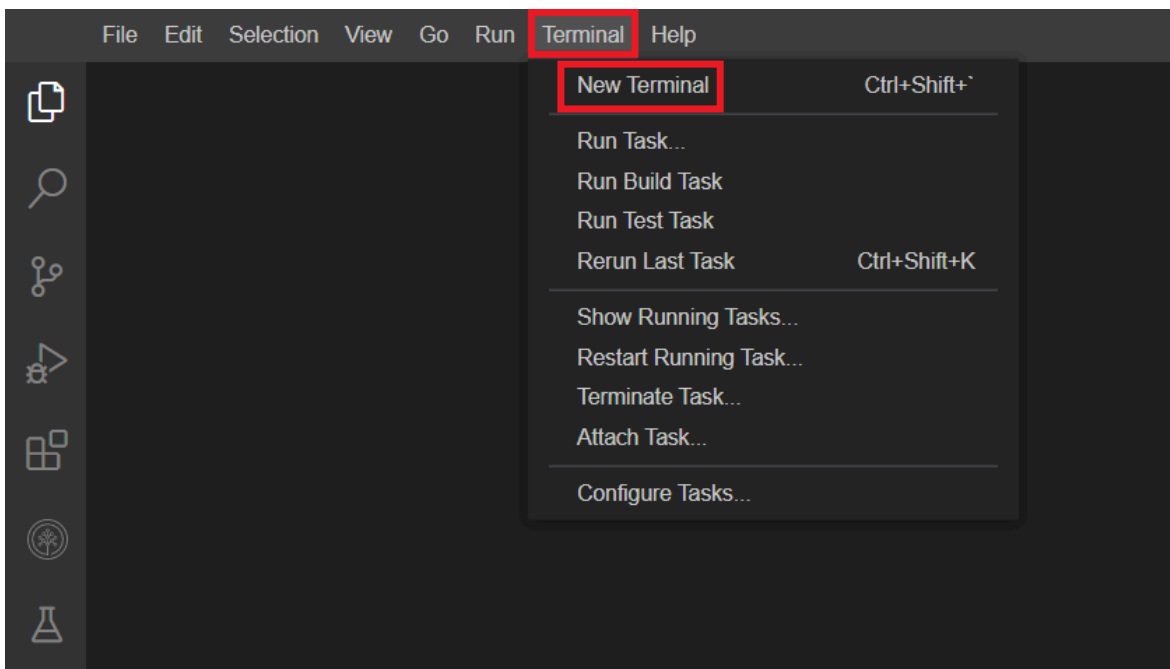 File Edit Selection View Go Run Terminal Help
New Terminal Ctrl+Shift+`
Run Task...
Run Build Task
Run Test Task
Rerun Last Task Ctrl+Shift+K
Show Running Tasks...
Restart Running Task...
Terminate Task...
Attach Task...
Configure Tasks...